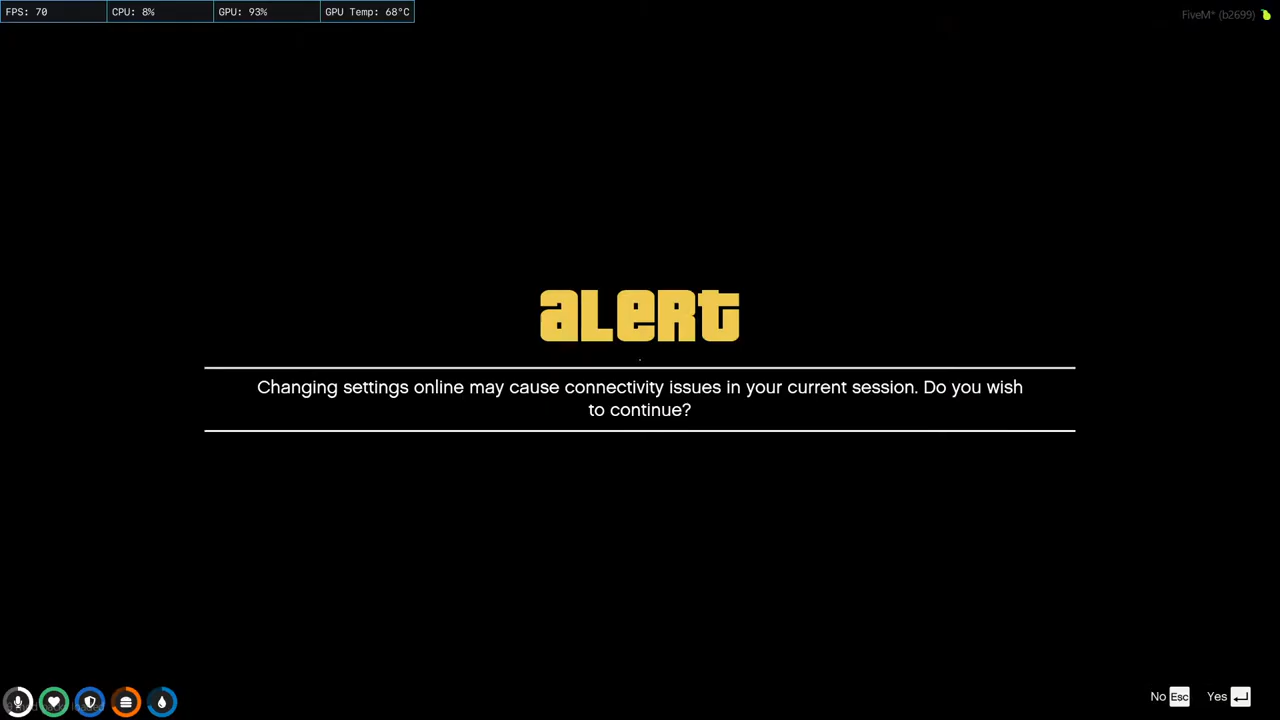 FPS: 70 CPU: 8% GPU: 93% GPU Temp: 68°C
FiveM* (b2699)
aLeRt
Changing settings online may cause connectivity issues in your current session. Do you wish
to continue?
No Esc Yes